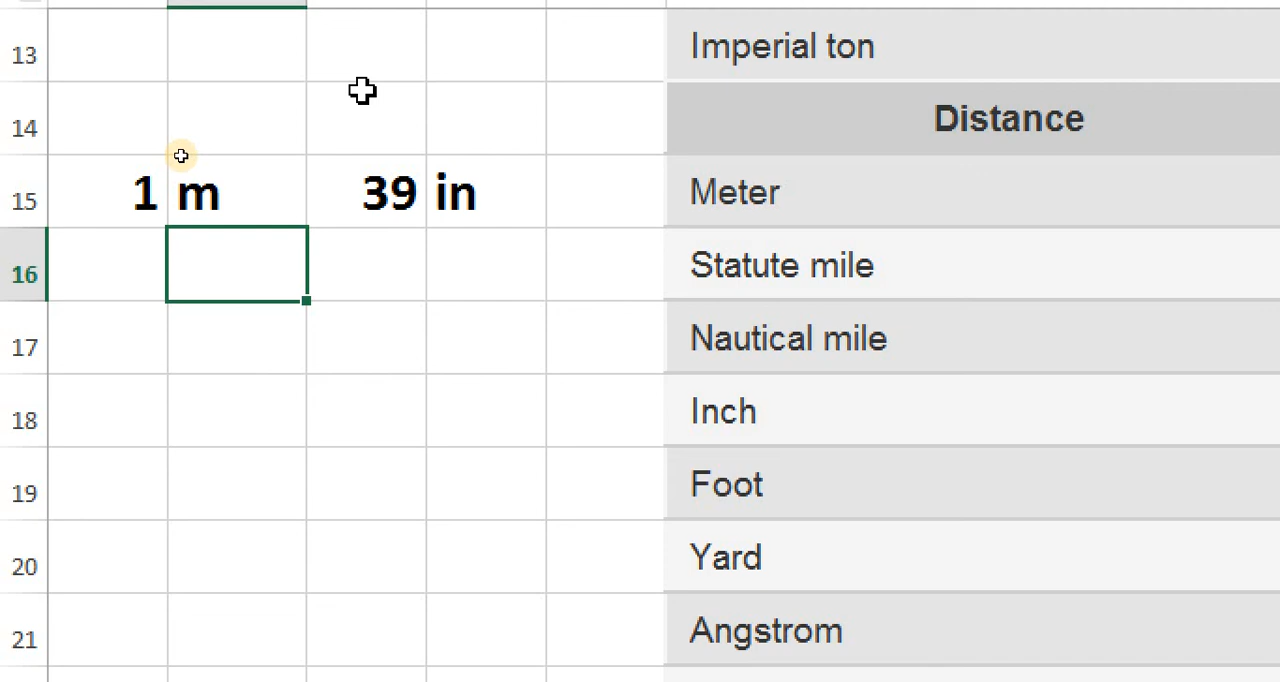 13 Imperial ton
14 Distance
15 1 m 39 in Meter
16 Statute mile
17 Nautical mile
18 Inch
19 Foot
20 Yard
21 Angstrom